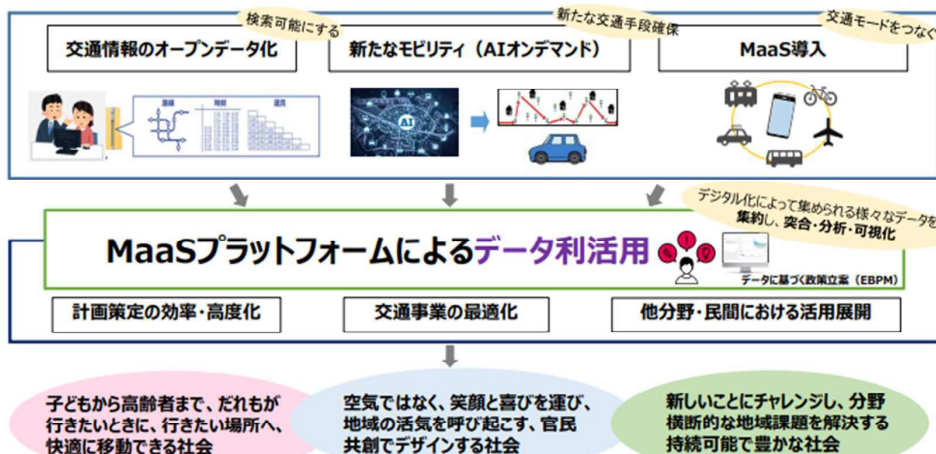 検索可能にする
新たな交通手段確保
交通モードをつなぐ
交通情報のオープンデータ化
新たなモビリティ（AIオンデマンド）
MaaS導入
路線
時刻
運賃
AI
デジタル化によって集められる様々なデータを
集約し、突合・分析・可視化
MaaSプラットフォームによるデータ利活用
データに基づく政策立案（EBPM）
計画策定の効率・高度化
交通事業の最適化
他分野・民間における活用展開
子どもから高齢者まで、だれもが
行きたいときに、行きたい場所へ、
快適に移動できる社会
空気ではなく、笑顔と喜びを運び、
地域の活気を呼び起こす、官民
共創でデザインする社会
新しいことにチャレンジし、分野
横断的な地域課題を解決する
持続可能で豊かな社会